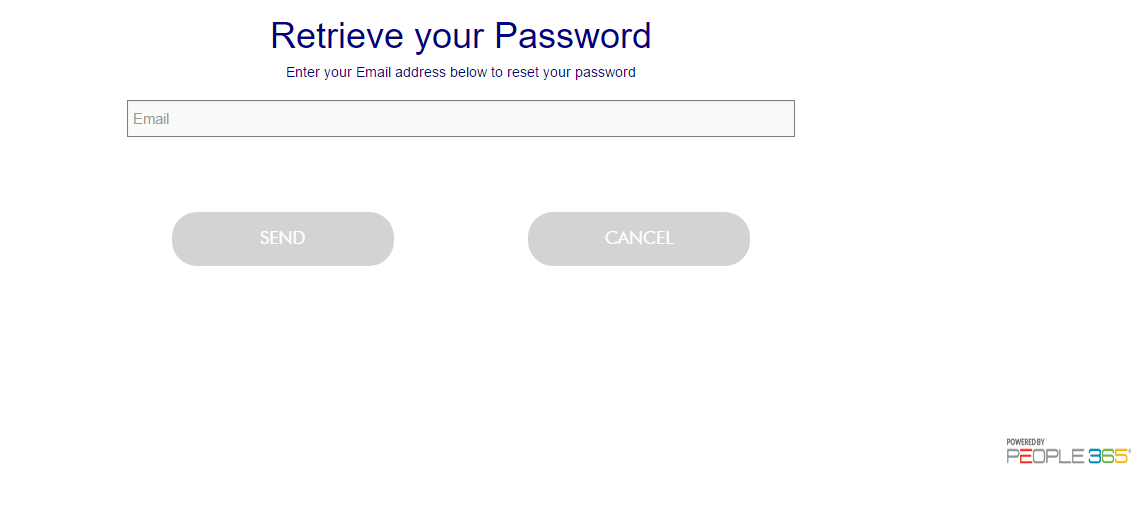 Retrieve your Password
Enter your Email address below to reset your password
Email
SEND
CANCEL
POWERED BY
PEOPLE 365